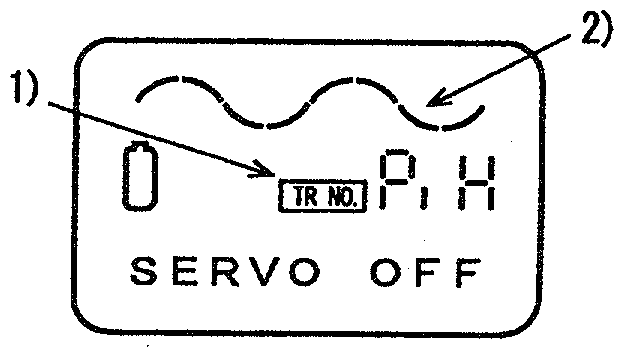 2)
1)
TR NO. P, H
SERVO OFF